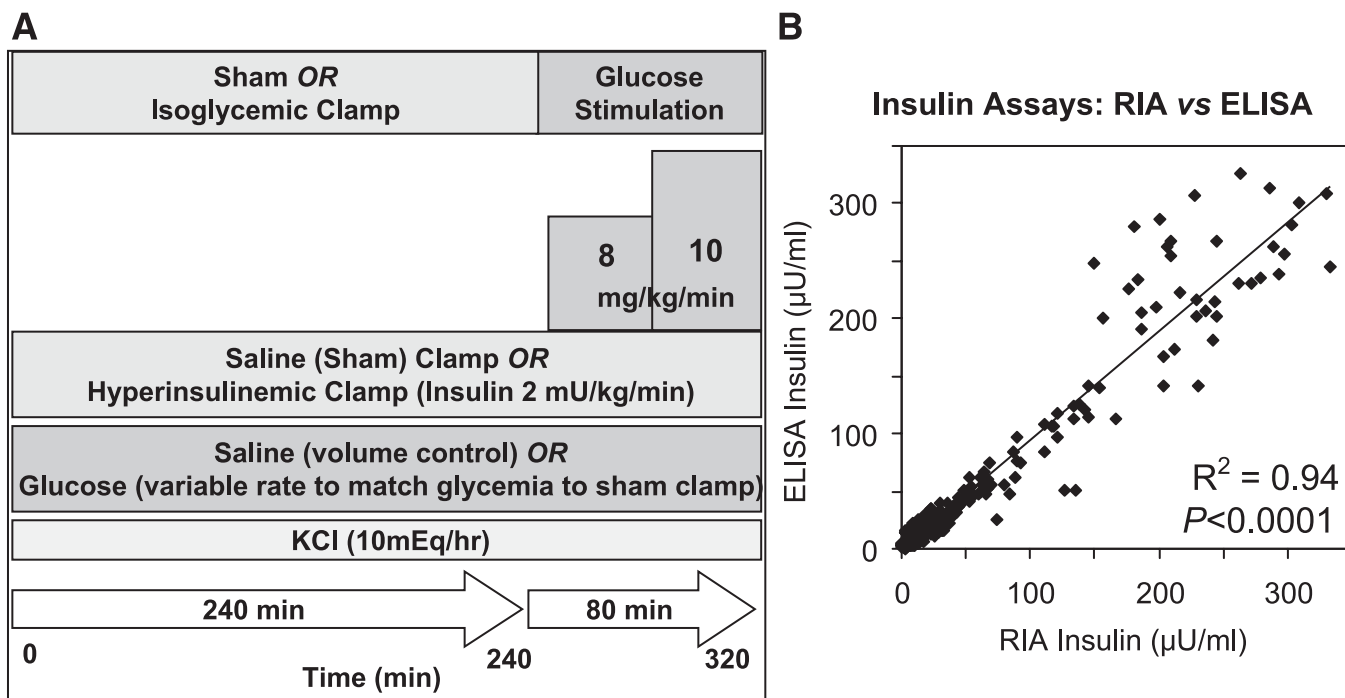 A
Sham OR
Isoglycemic Clamp
Glucose
Stimulation
8
10
mg/kg/min
Saline (Sham) Clamp OR
Hyperinsulinemic Clamp (Insulin 2 mU/kg/min)
Saline (volume control) OR
Glucose (variable rate to match glycemia to sham clamp)
KCl (10mEq/hr)
240 min
80 min
0
240
320
Time (min)
B
Insulin Assays: RIA vs ELISA
ELISA Insulin (µU/ml)
300
200
100
0
R² = 0.94
P<0.0001
0
100
200
300
RIA Insulin (µU/ml)